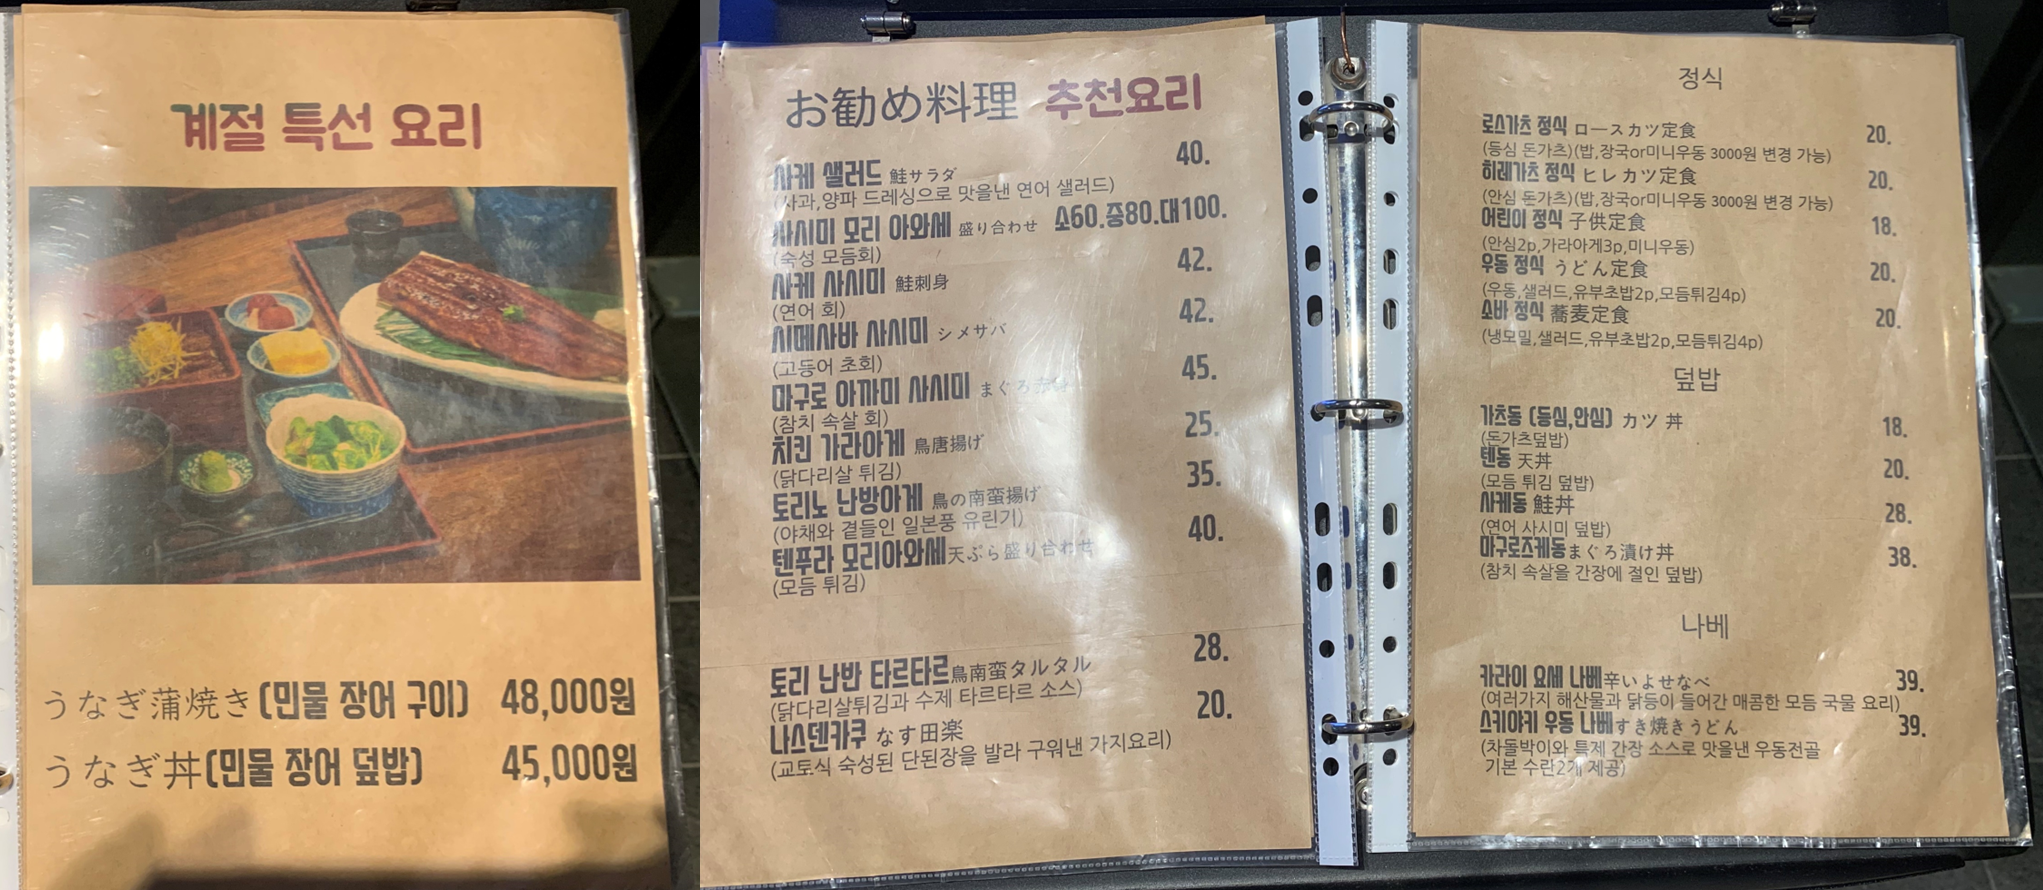 계절 특선 요리
うなぎ蒲焼き(민물 장어 구이) 48,000원
うなぎ丼(민물 장어 덮밥) 45,000원
お勧め料理 추천요리
사케 샐러드 鮭サラダ 40.
(사과,양파 드레싱으로 맛을낸 연어 샐러드)
사시미 모리 아와세 盛り合わせ 소60.중80.대100.
(숙성 모듬회)
사케 사시미 鮭刺身 42.
(연어 회)
시메사바 사시미 シメサバ 42.
(고등어 초회)
마구로 아까미 사시미 まぐろ 45.
(참치 속살 회)
치킨 가라아게 鳥唐揚げ 25.
(닭다리살 튀김)
토리노 난방아게 鳥の南蛮揚げ 35.
(야채와 곁들인 일본풍 유린기)
텐푸라 모리아와세天ぷら盛り合わせ 40.
(모듬 튀김)
토리 난반 타르타르鳥南蛮タルタル 28.
(닭다리살튀김과 수제 타르타르 소스)
나스덴카쿠 なす田楽 20.
(교토식 숙성된 단된장을 발라 구워낸 가지요리)
정식
로스가츠 정식 ロースカツ定食 20.
(등심 돈가츠)(밥,장국or미니우동 3000원 변경 가능)
히레가츠 정식 ヒレカツ定食 20.
(안심 돈가츠)(밥,장국or미니우동 3000원 변경 가능)
어린이 정식 子供定食 18.
(안심2p,가라아게3p,미니우동)
우동 정식 うどん定食 20.
(우동,샐러드,유부초밥2p,모듬튀김4p)
소바 정식 蕎麦定食 20.
(냉모밀,샐러드,유부초밥2p,모듬튀김4p)
덮밥
가츠동 (등심,안심) カツ 丼 18.
(돈가츠덮밥)
텐동 天丼 20.
(모듬 튀김 덮밥)
사케동 鮭丼 28.
(연어 사시미 덮밥)
마구로즈케동まぐろ漬け丼 38.
(참치 속살을 간장에 절인 덮밥)
나베
카라이 요세 나베辛いよせなべ 39.
(여러가지 해산물과 닭등이 들어간 매콤한 모듬 국물 요리)
스키야키 우동 나베すき焼きうどん 39.
(차돌박이와 특제 간장 소스로 맛을낸 우동전골
기본 수란2개 제공)